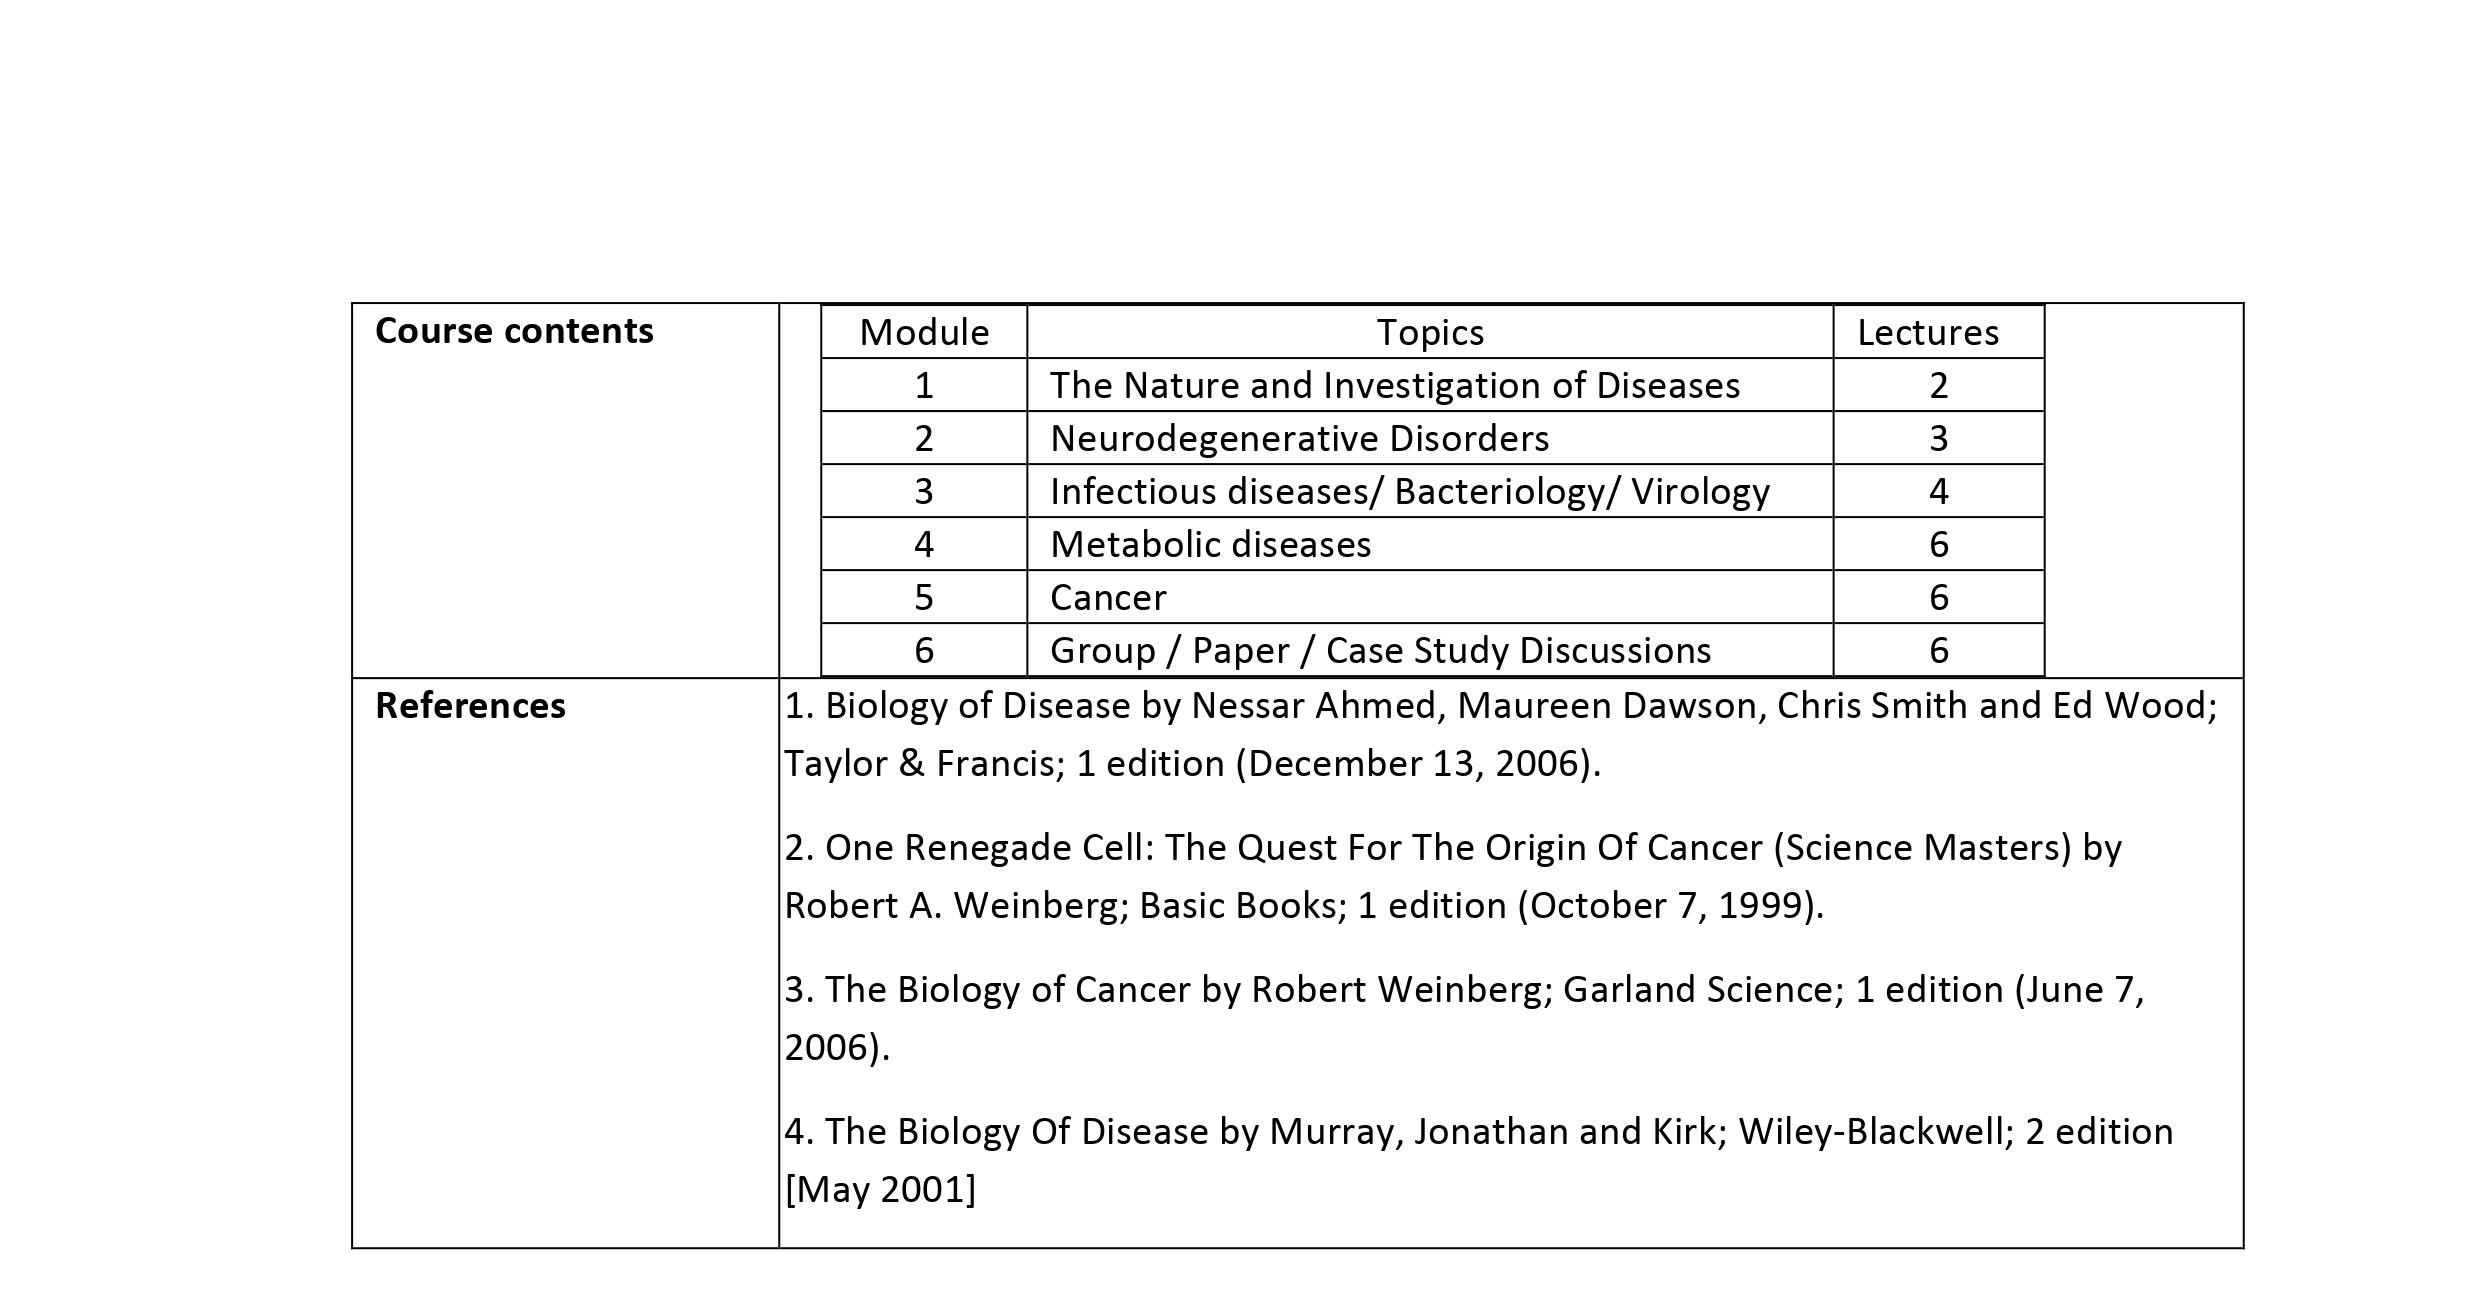 Course contents
Module Topics Lectures
1 The Nature and Investigation of Diseases 2
2 Neurodegenerative Disorders 3
3 Infectious diseases/ Bacteriology/ Virology 4
4 Metabolic diseases 6
5 Cancer 6
6 Group / Paper / Case Study Discussions 6
References
1. Biology of Disease by Nessar Ahmed, Maureen Dawson, Chris Smith and Ed Wood;
Taylor & Francis; 1 edition (December 13, 2006).
2. One Renegade Cell: The Quest For The Origin Of Cancer (Science Masters) by
Robert A. Weinberg; Basic Books; 1 edition (October 7, 1999).
3. The Biology of Cancer by Robert Weinberg; Garland Science; 1 edition (June 7,
2006).
4. The Biology Of Disease by Murray, Jonathan and Kirk; Wiley-Blackwell; 2 edition
[May 2001]